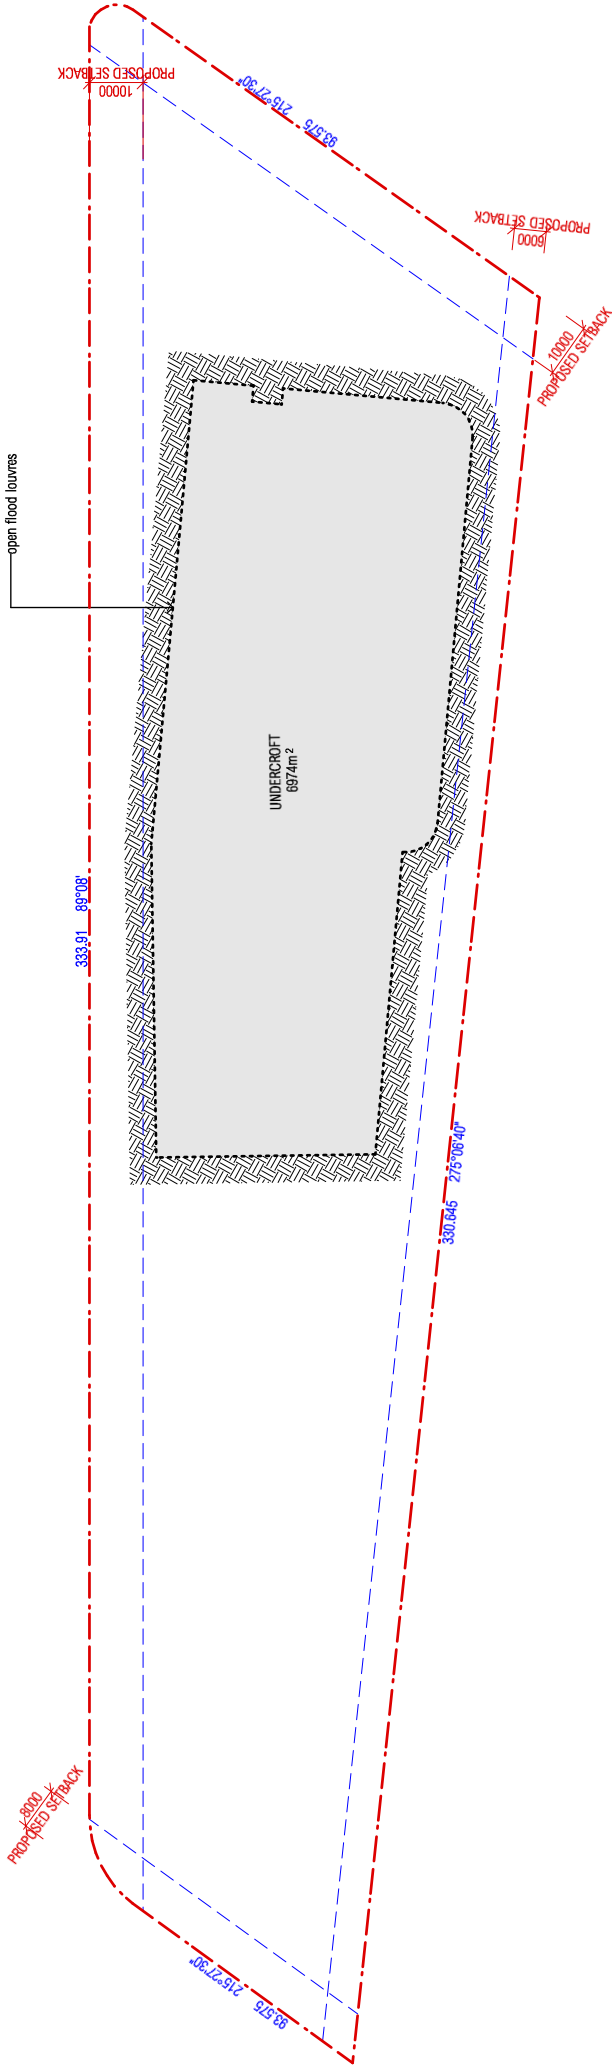 PROPOSED SETBACK
10000
215°27'30"
93.575
PROPOSED SETBACK
6000
10000
PROPOSED SETBACK
open flood louvres
UNDERCROFT
6974m²
333.91 89°08'
330.645 275°06'40"
8000
PROPOSED SETBACK
215°27'30"
93.575